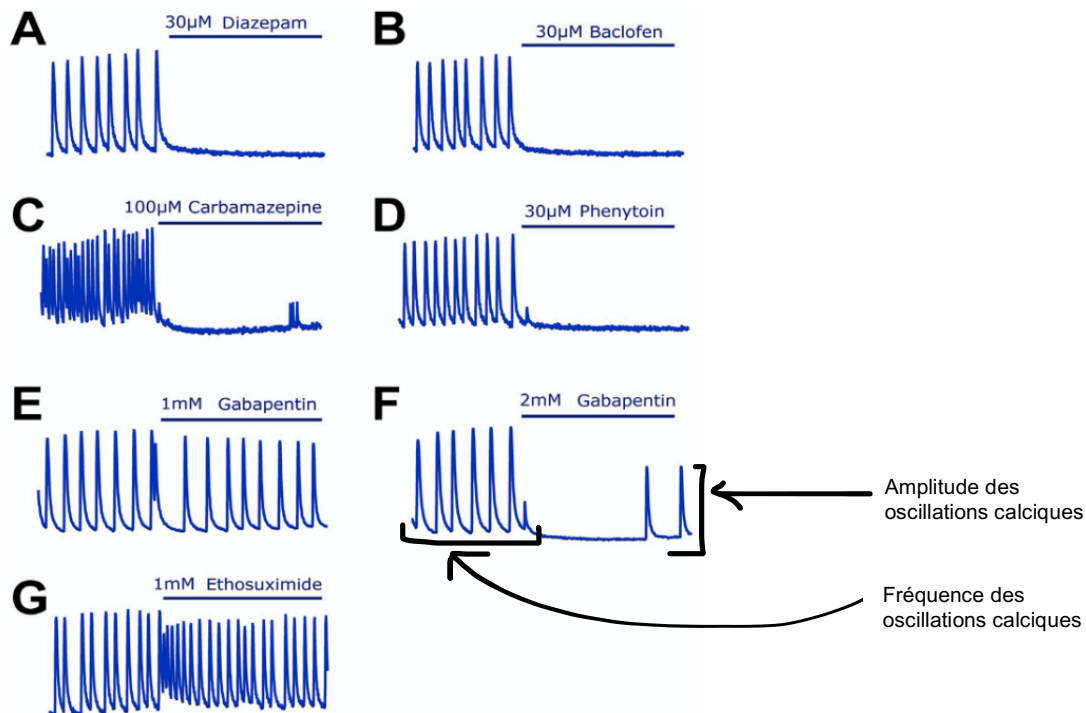 A
30µM Diazepam
B
30µM Baclofen
C
100µM Carbamazepine
D
30µM Phenytoin
E
1mM Gabapentin
F
2mM Gabapentin
Amplitude des
oscillations calciques
G
1mM Ethosuximide
Fréquence des
oscillations calciques